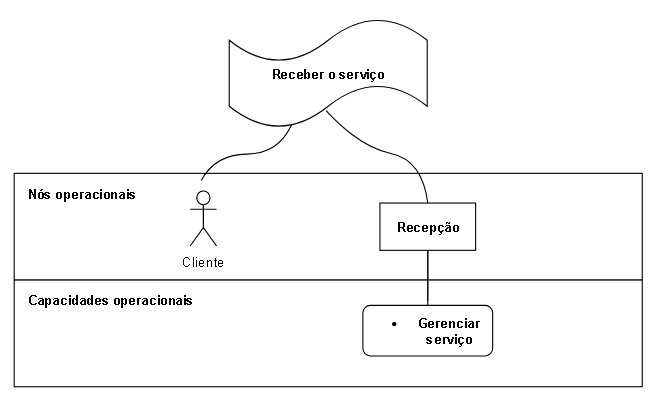 Receber o serviço
Nós operacionais
Cliente
Recepção
Capacidades operacionais
• Gerenciar
serviço